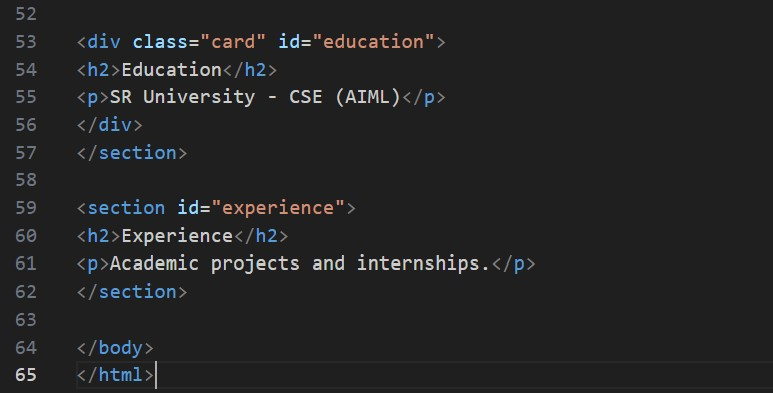 52
53 <div class="card" id="education">
54 <h2>Education</h2>
55 <p>SR University - CSE (AIML)</p>
56 </div>
57 </section>
58
59 <section id="experience">
60 <h2>Experience</h2>
61 <p>Academic projects and internships.</p>
62 </section>
63
64 </body>
65 </html>